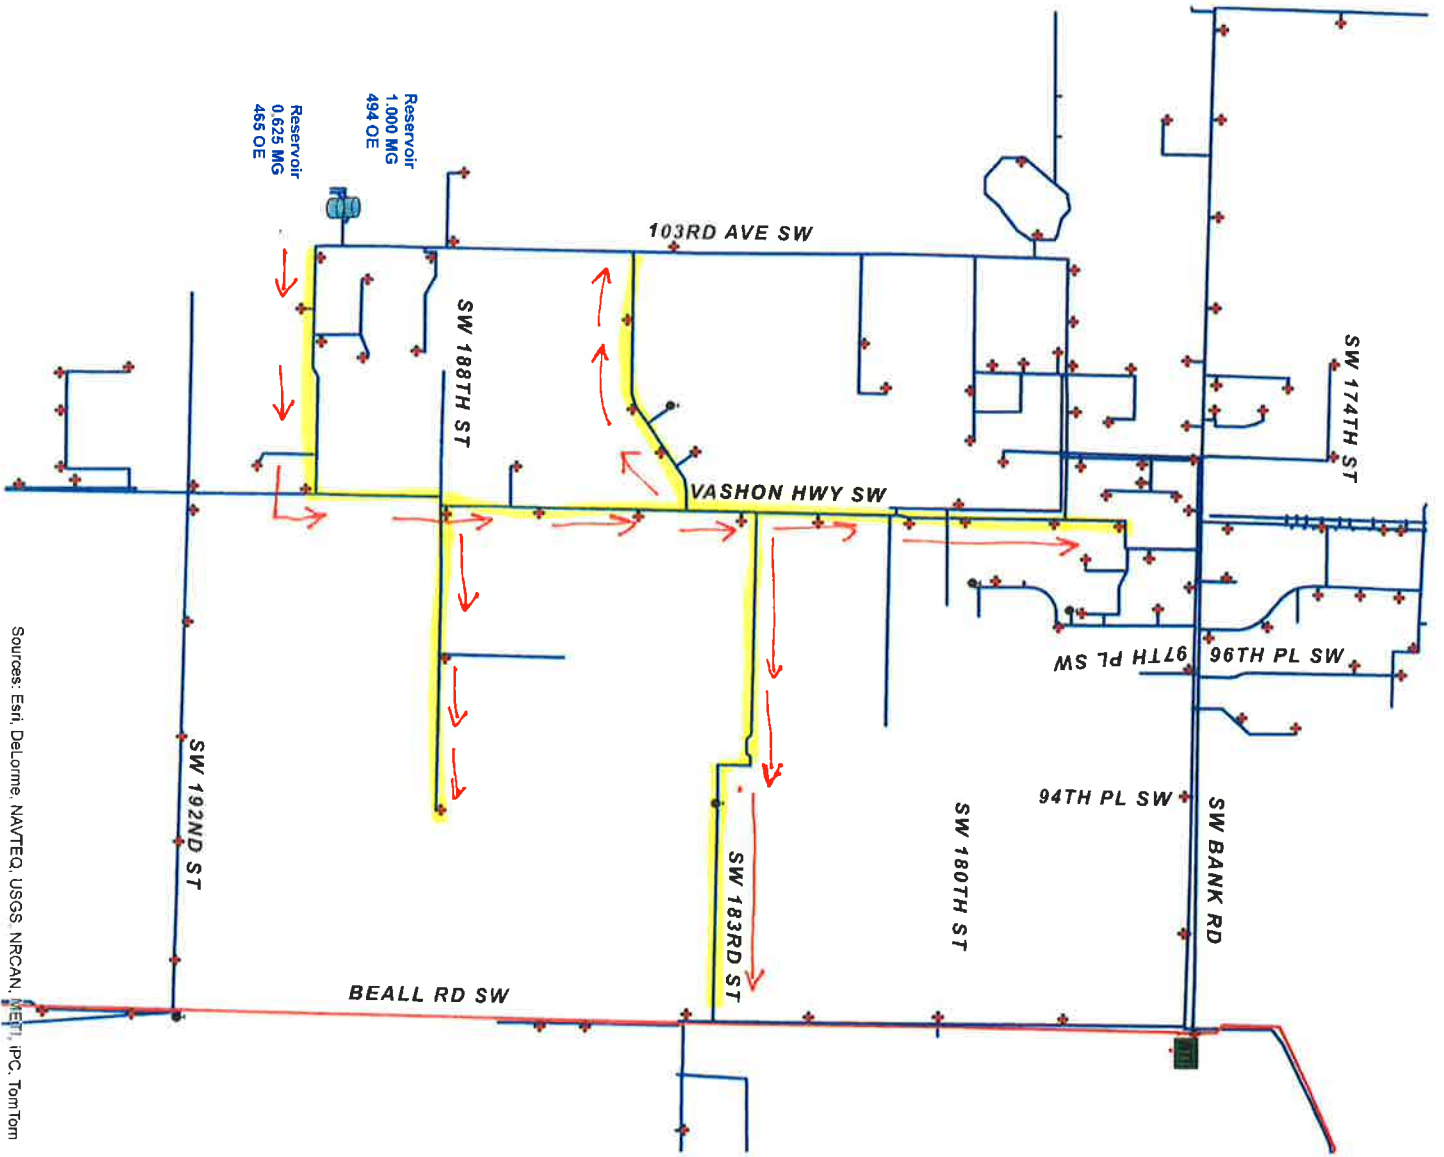 Reservoir
1.000 MG
494 OE
Reservoir
0.625 MG
465 OE
103RD AVE SW
SW 188TH ST
SW 174TH ST
VASHON HWY SW
97TH PL SW
96TH PL SW
94TH PL SW
SW BANK RD
SW 192ND ST
SW 183RD ST
SW 180TH ST
BEALL RD SW
Sources: Esri, DeLorme, NAVTEQ, USGS, NRCAN, METI, iPC, TomTom